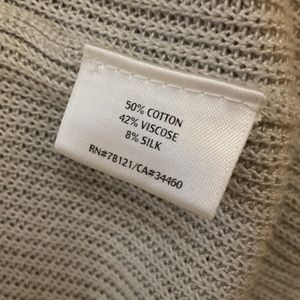 50% COTTON
42% VISCOSE
8% SILK
RN#78121/CA#34460